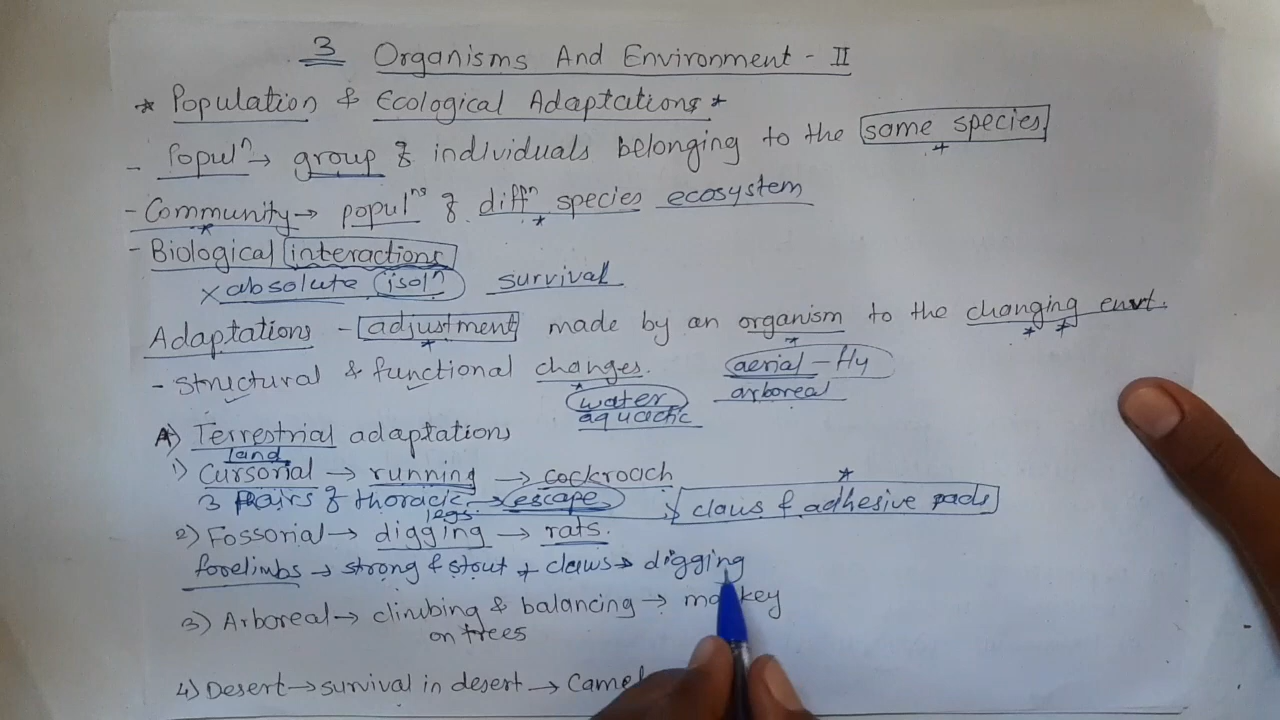 3 Organisms And Environment - II
* Population & Ecological Adaptations *
- Populⁿ → group of individuals belonging to the same species
- Community → populⁿˢ of diffⁿ species ecosystem
- Biological interactions
x absolute isolⁿ survival
Adaptations - adjustment made by an organism to the changing envt.
- structural & functional changes. aerial - fly
water arboreal
aquactic
A) Terrestrial adaptations
land
1) Cursorial → running → cockroach
3 pairs of thoracic legs → escape → claws & adhesive pads
2) Fossorial → digging → rats.
forelimbs → strong & stout + claws → digging
3) Arboreal → climbing & balancing →
on trees
4) Desert → survival in desert →